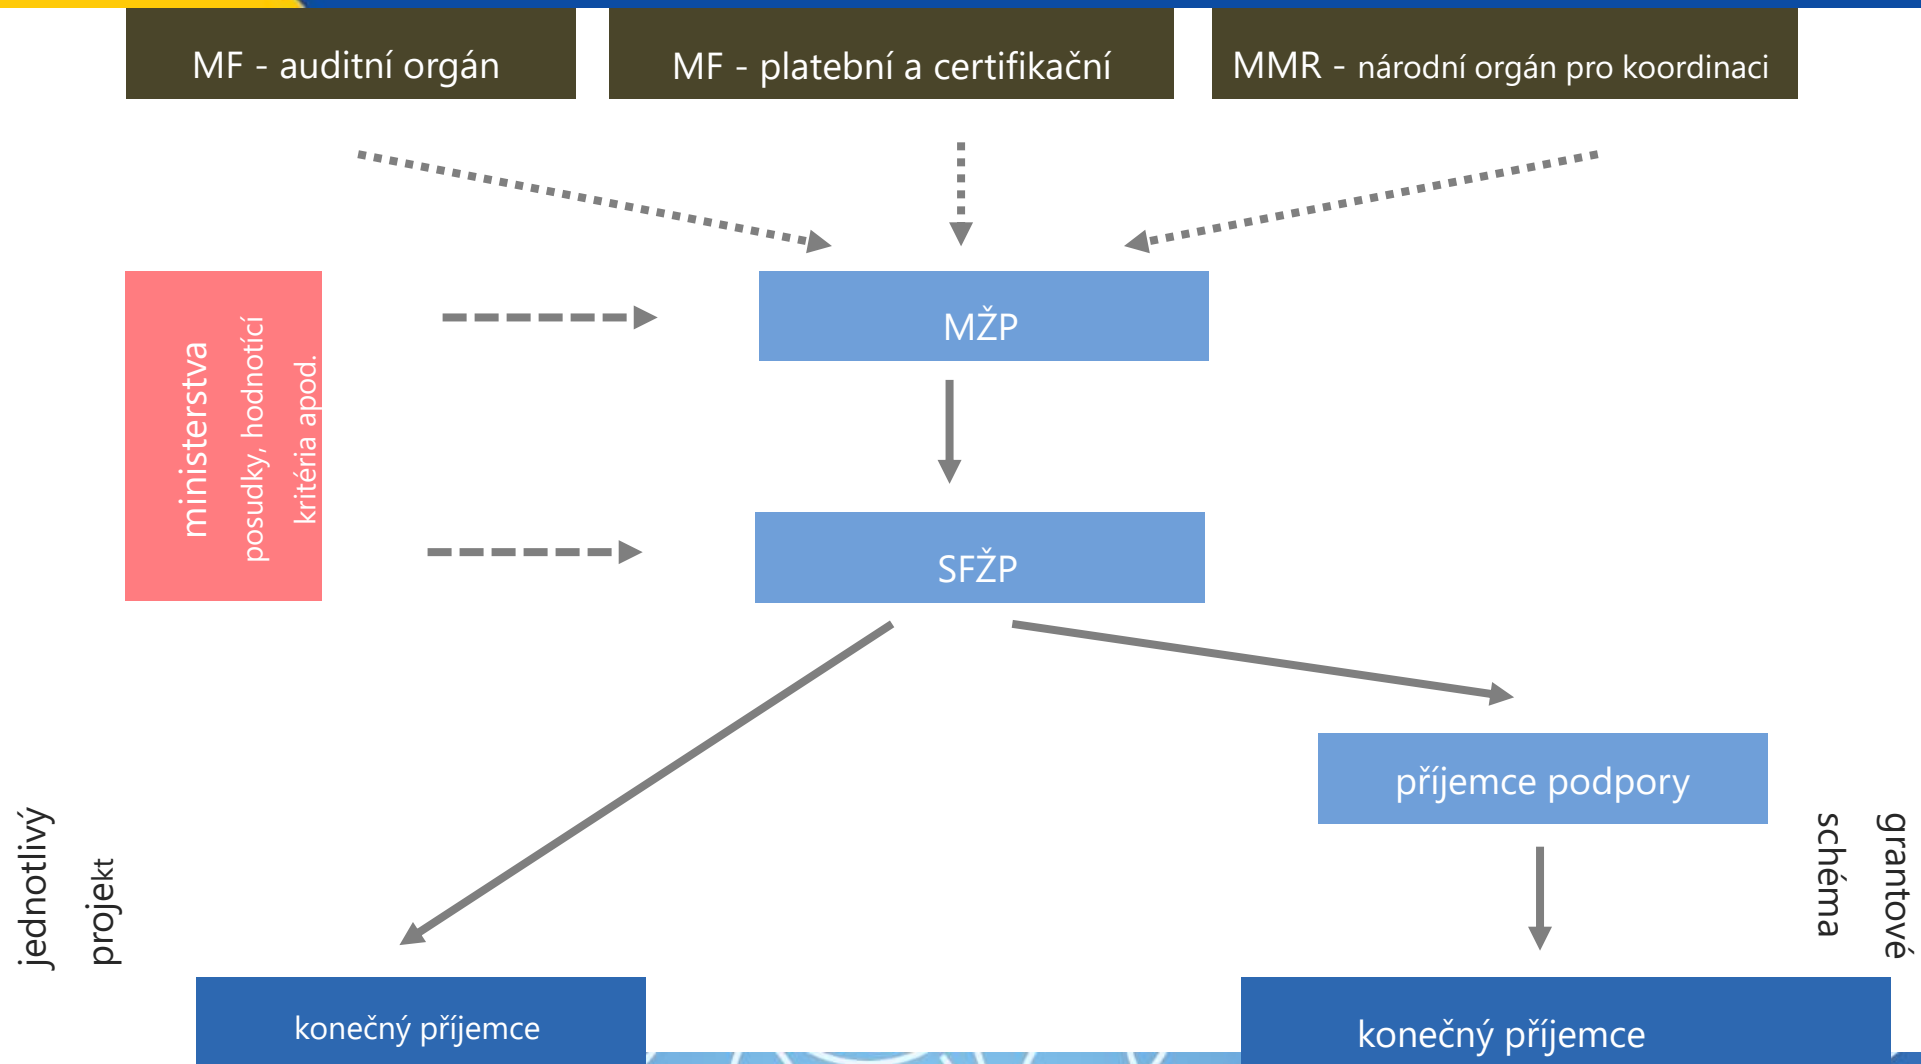 MF - auditní orgán
MF - platební a certifikační
MMR - národní orgán pro koordinaci
ministerstva
posudky, hodnotící
kritéria apod.
MŽP
SFŽP
příjemce podpory
jednotlivý
projekt
grantové
schéma
konečný příjemce
konečný příjemce